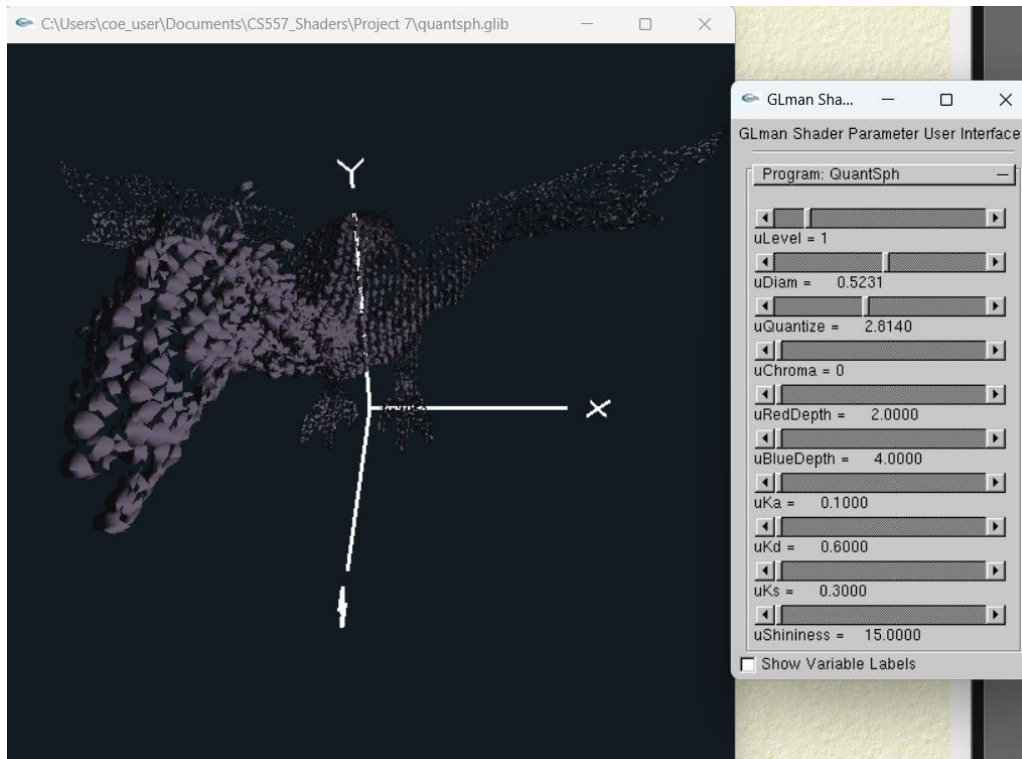 C:\Users\coe_user\Documents\CS557_Shaders\Project 7\quantsph.glib
Y
X
GLman Sha...
GLman Shader Parameter User Interface
Program: QuantSph
uLevel = 1
uDiam = 0.5231
uQuantize = 2.8140
uChroma = 0
uRedDepth = 2.0000
uBlueDepth = 4.0000
uKa = 0.1000
uKd = 0.6000
uKs = 0.3000
uShininess = 15.0000
Show Variable Labels